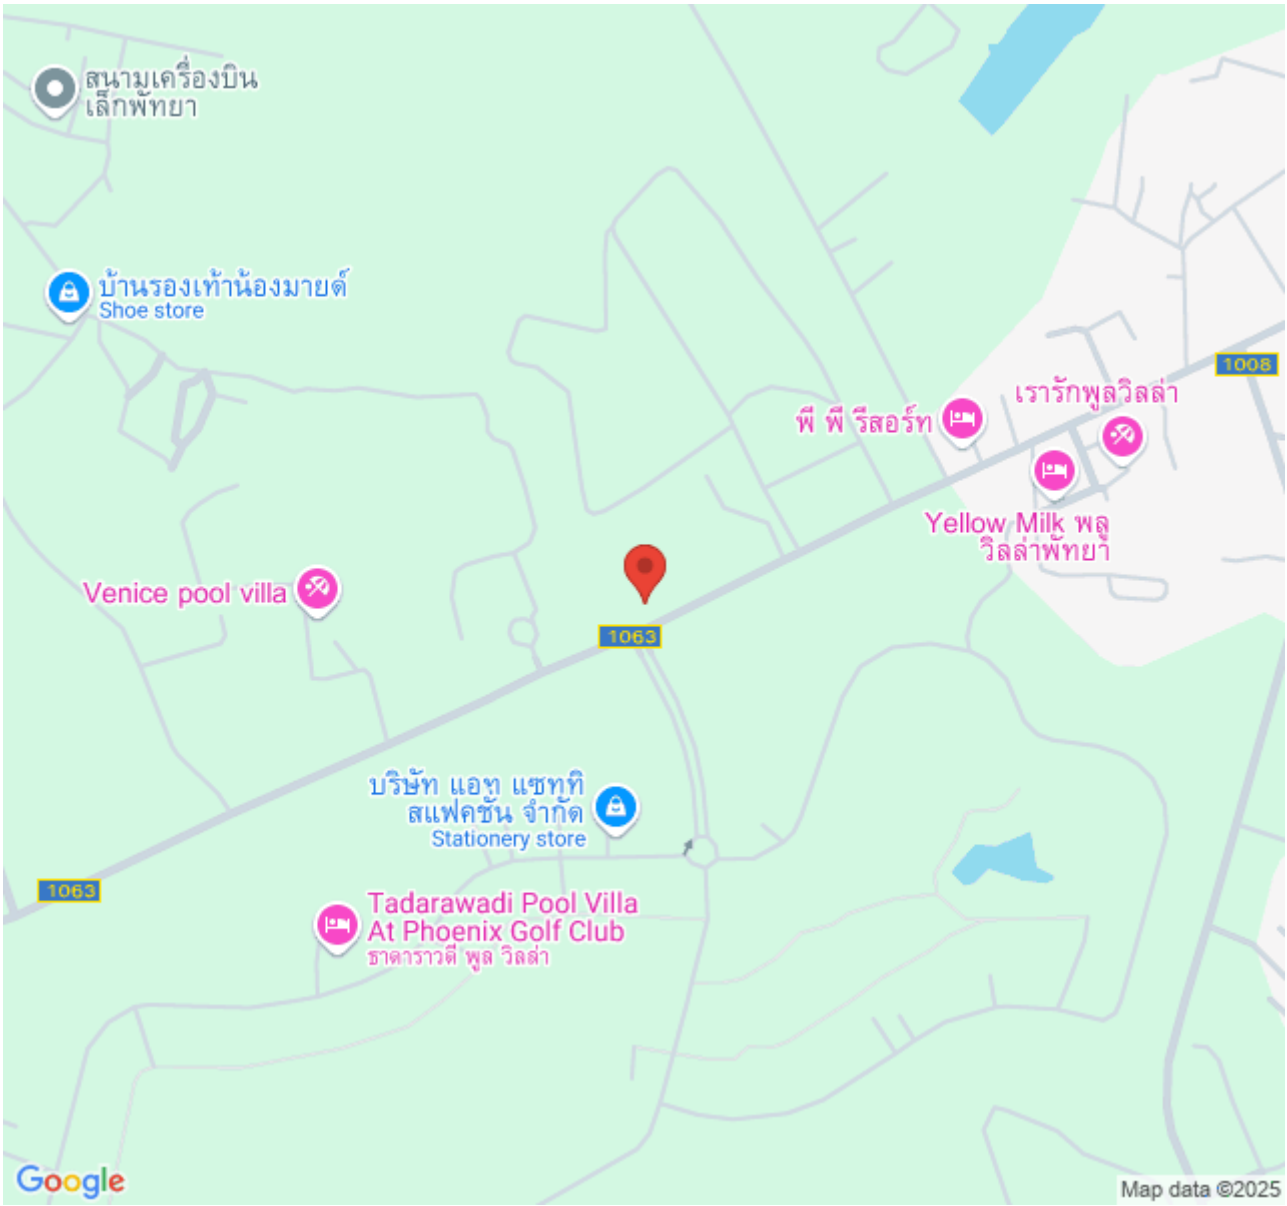 สนามเครื่องบิน
เล็กพัทยา
บ้านรองเท้าน้องมายด์
Shoe store
1008
เรารักพูลวิลล่า
พี พี รีสอร์ท
Yellow Milk พลู
วิลล่าพัทยา
Venice pool villa
1063
บริษัท แอท แซทที
สแฟคชั่น จำกัด
Stationery store
1063
Tadarawadi Pool Villa
At Phoenix Golf Club
ธาดาราวดี พูล วิลล่า
Google
Map data ©2025